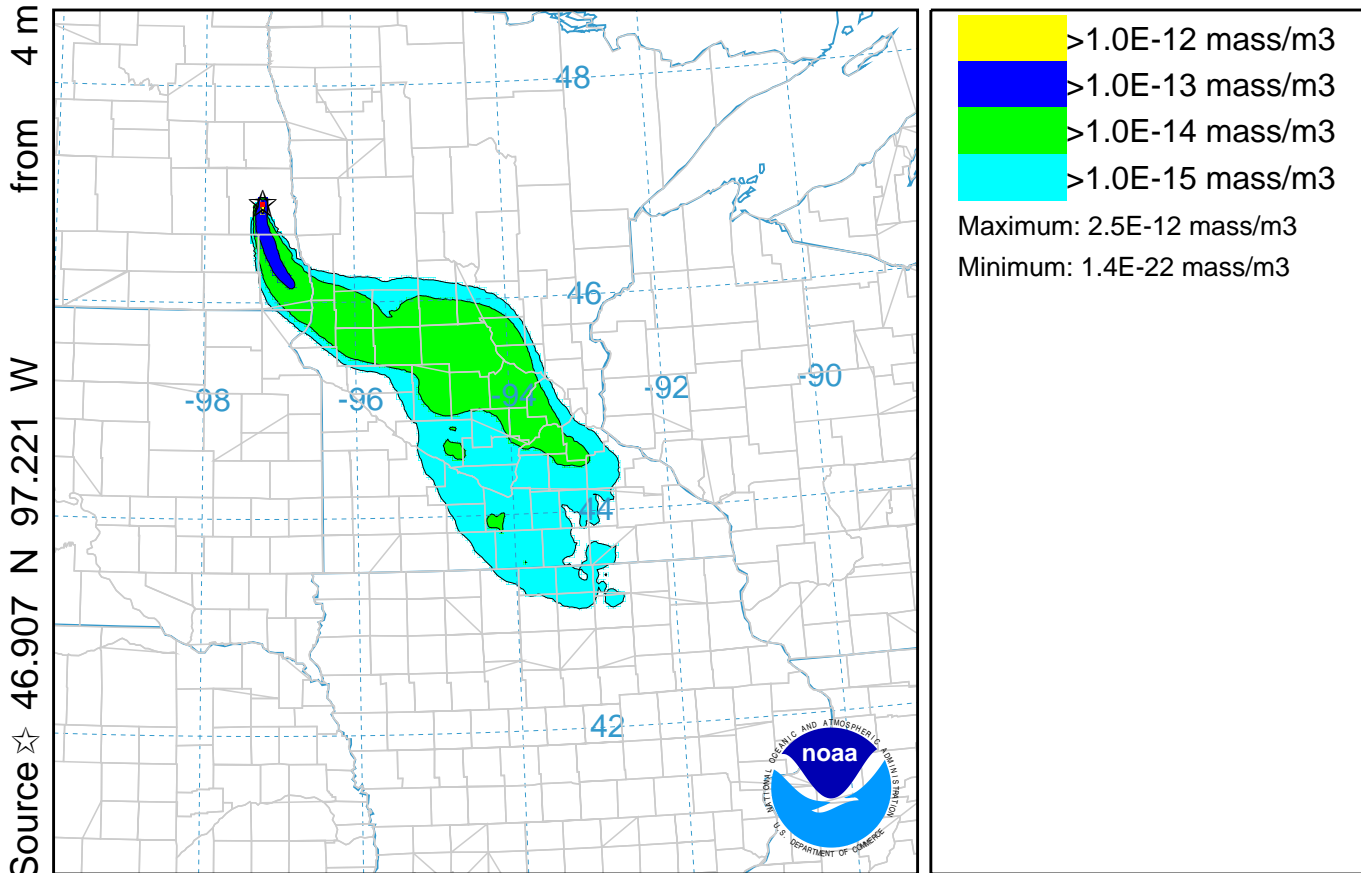 Source ☆ 46.907 N 97.221 W from 4 m
48
46
-98
-96
-94
-92
-90
44
42
>1.0E-12 mass/m3
>1.0E-13 mass/m3
>1.0E-14 mass/m3
>1.0E-15 mass/m3
Maximum: 2.5E-12 mass/m3
Minimum: 1.4E-22 mass/m3
NATIONAL OCEANIC AND ATMOSPHERIC ADMINISTRATION
noaa
U.S. DEPARTMENT OF COMMERCE